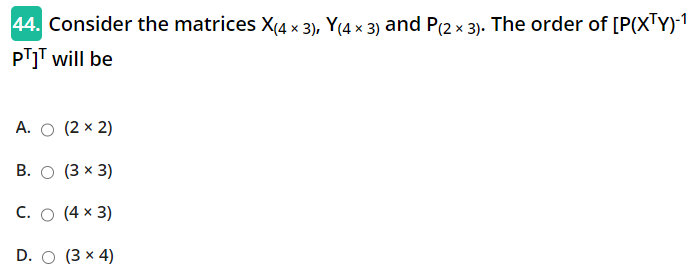 44. Consider the matrices X(4 × 3), Y(4 × 3) and P(2 × 3). The order of [P(XᵀY)⁻¹
Pᵀ]ᵀ will be
A. (2 × 2)
B. (3 × 3)
C. (4 × 3)
D. (3 × 4)